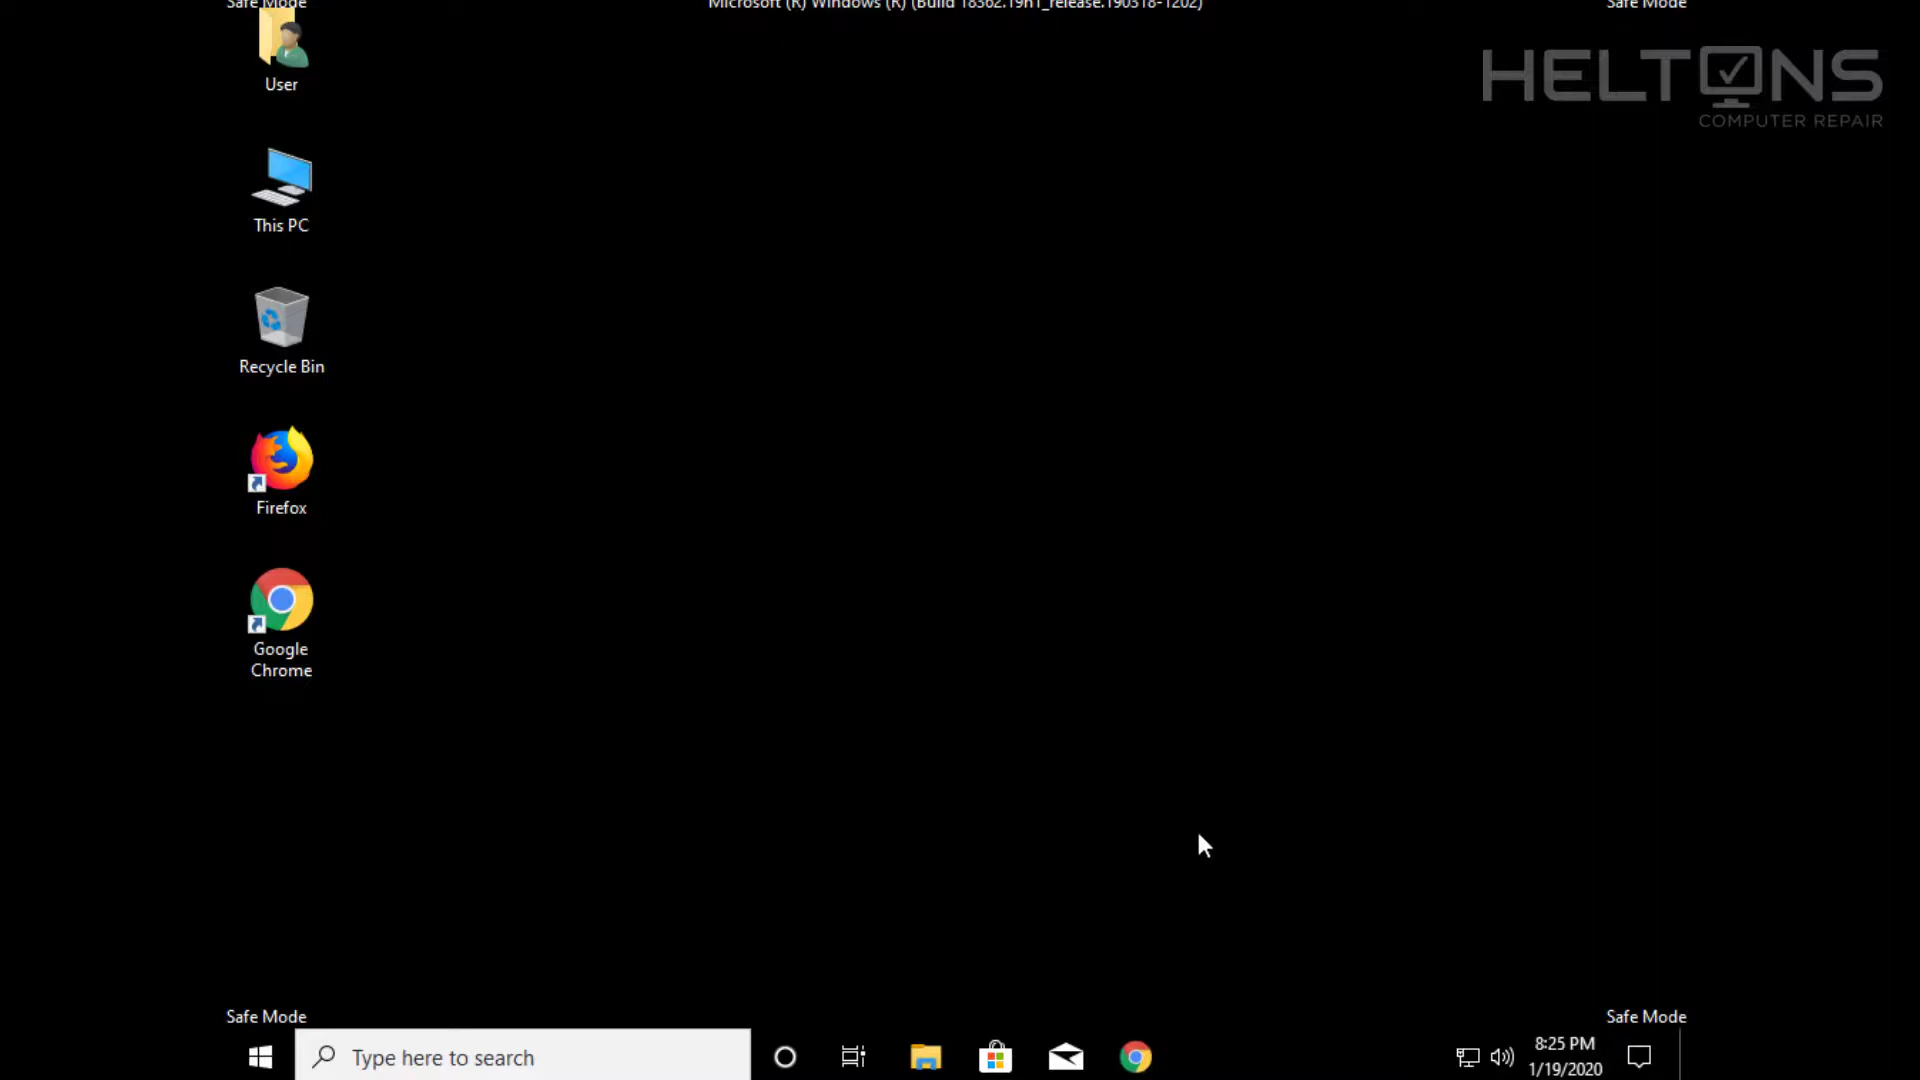 Safe Mode
Microsoft (R) Windows (R) (Build 18362.19h1_release.190318-1202)
Safe Mode
HELTONS
COMPUTER REPAIR
User
This PC
Recycle Bin
Firefox
Google
Chrome
Safe Mode
Safe Mode
Type here to search
8:25 PM
1/19/2020